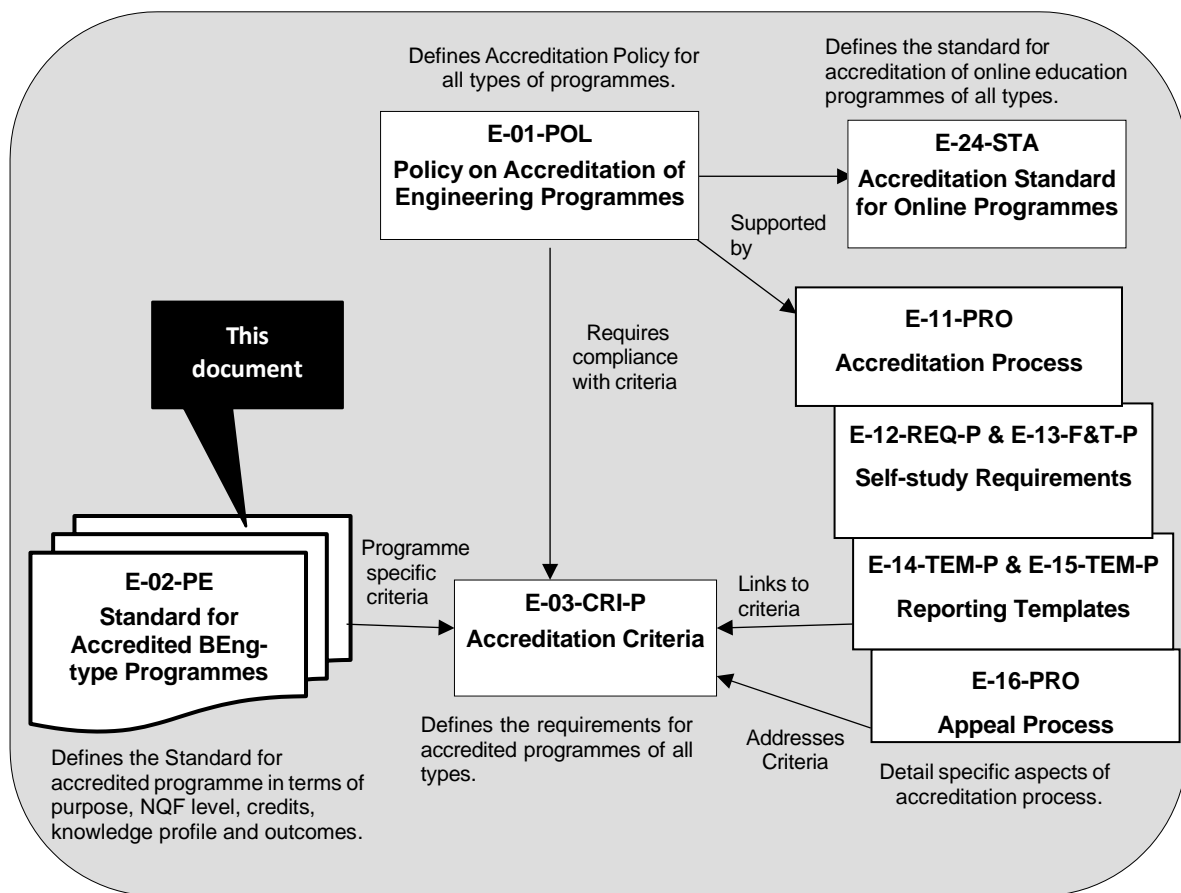 Defines Accreditation Policy for
all types of programmes.
Defines the standard for
accreditation of online education
programmes of all types.
E-01-POL
Policy on Accreditation of
Engineering Programmes
E-24-STA
Accreditation Standard
for Online Programmes
Supported
by
This
document
Requires
compliance
with criteria
E-11-PRO
Accreditation Process
E-12-REQ-P & E-13-F&T-P
Self-study Requirements
E-02-PE
Standard for
Accredited BEng-
type Programmes
Programme
specific
criteria
E-03-CRI-P
Accreditation Criteria
Links to
criteria
E-14-TEM-P & E-15-TEM-P
Reporting Templates
E-16-PRO
Appeal Process
Defines the Standard for
accredited programme in terms of
purpose, NQF level, credits,
knowledge profile and outcomes.
Defines the requirements for
accredited programmes of all
types.
Addresses
Criteria
Detail specific aspects of
accreditation process.